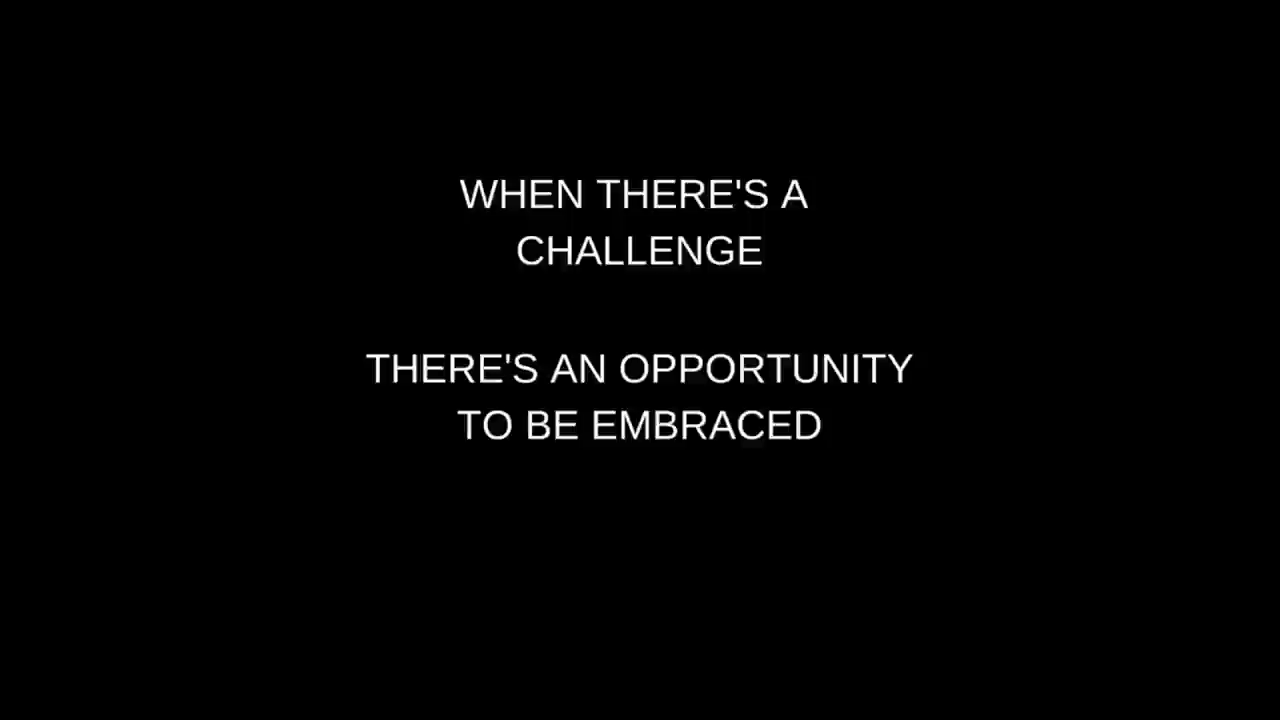 WHEN THERE'S A
CHALLENGE
THERE'S AN OPPORTUNITY
TO BE EMBRACED